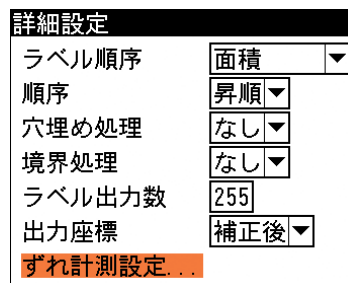 詳細設定
ラベル順序 面積
順序 昇順
穴埋め処理 なし
境界処理 なし
ラベル出力数 255
出力座標 補正後
ずれ計測設定...